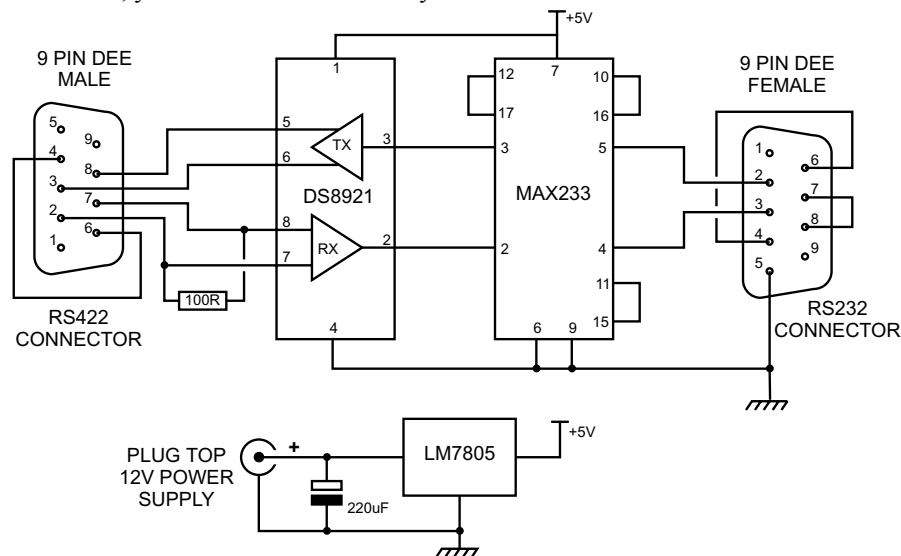 +5V
9 PIN DEE
MALE
1
12
7
10
9 PIN DEE
FEMALE
17
16
5
9
4
8
3
7
2
6
1
5
6
TX
3
DS8921
8
7
RX
2
4
3
5
MAX233
2
4
11
15
6
9
1
6
2
7
3
8
4
9
5
100R
RS422
CONNECTOR
RS232
CONNECTOR
PLUG TOP
12V POWER
SUPPLY
+
LM7805
+5V
220uF